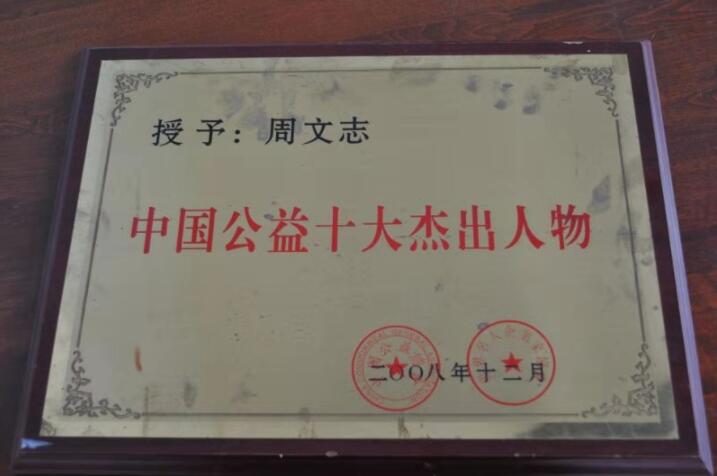 授予：周文志
中国公益十大杰出人物
二〇〇八年十二月